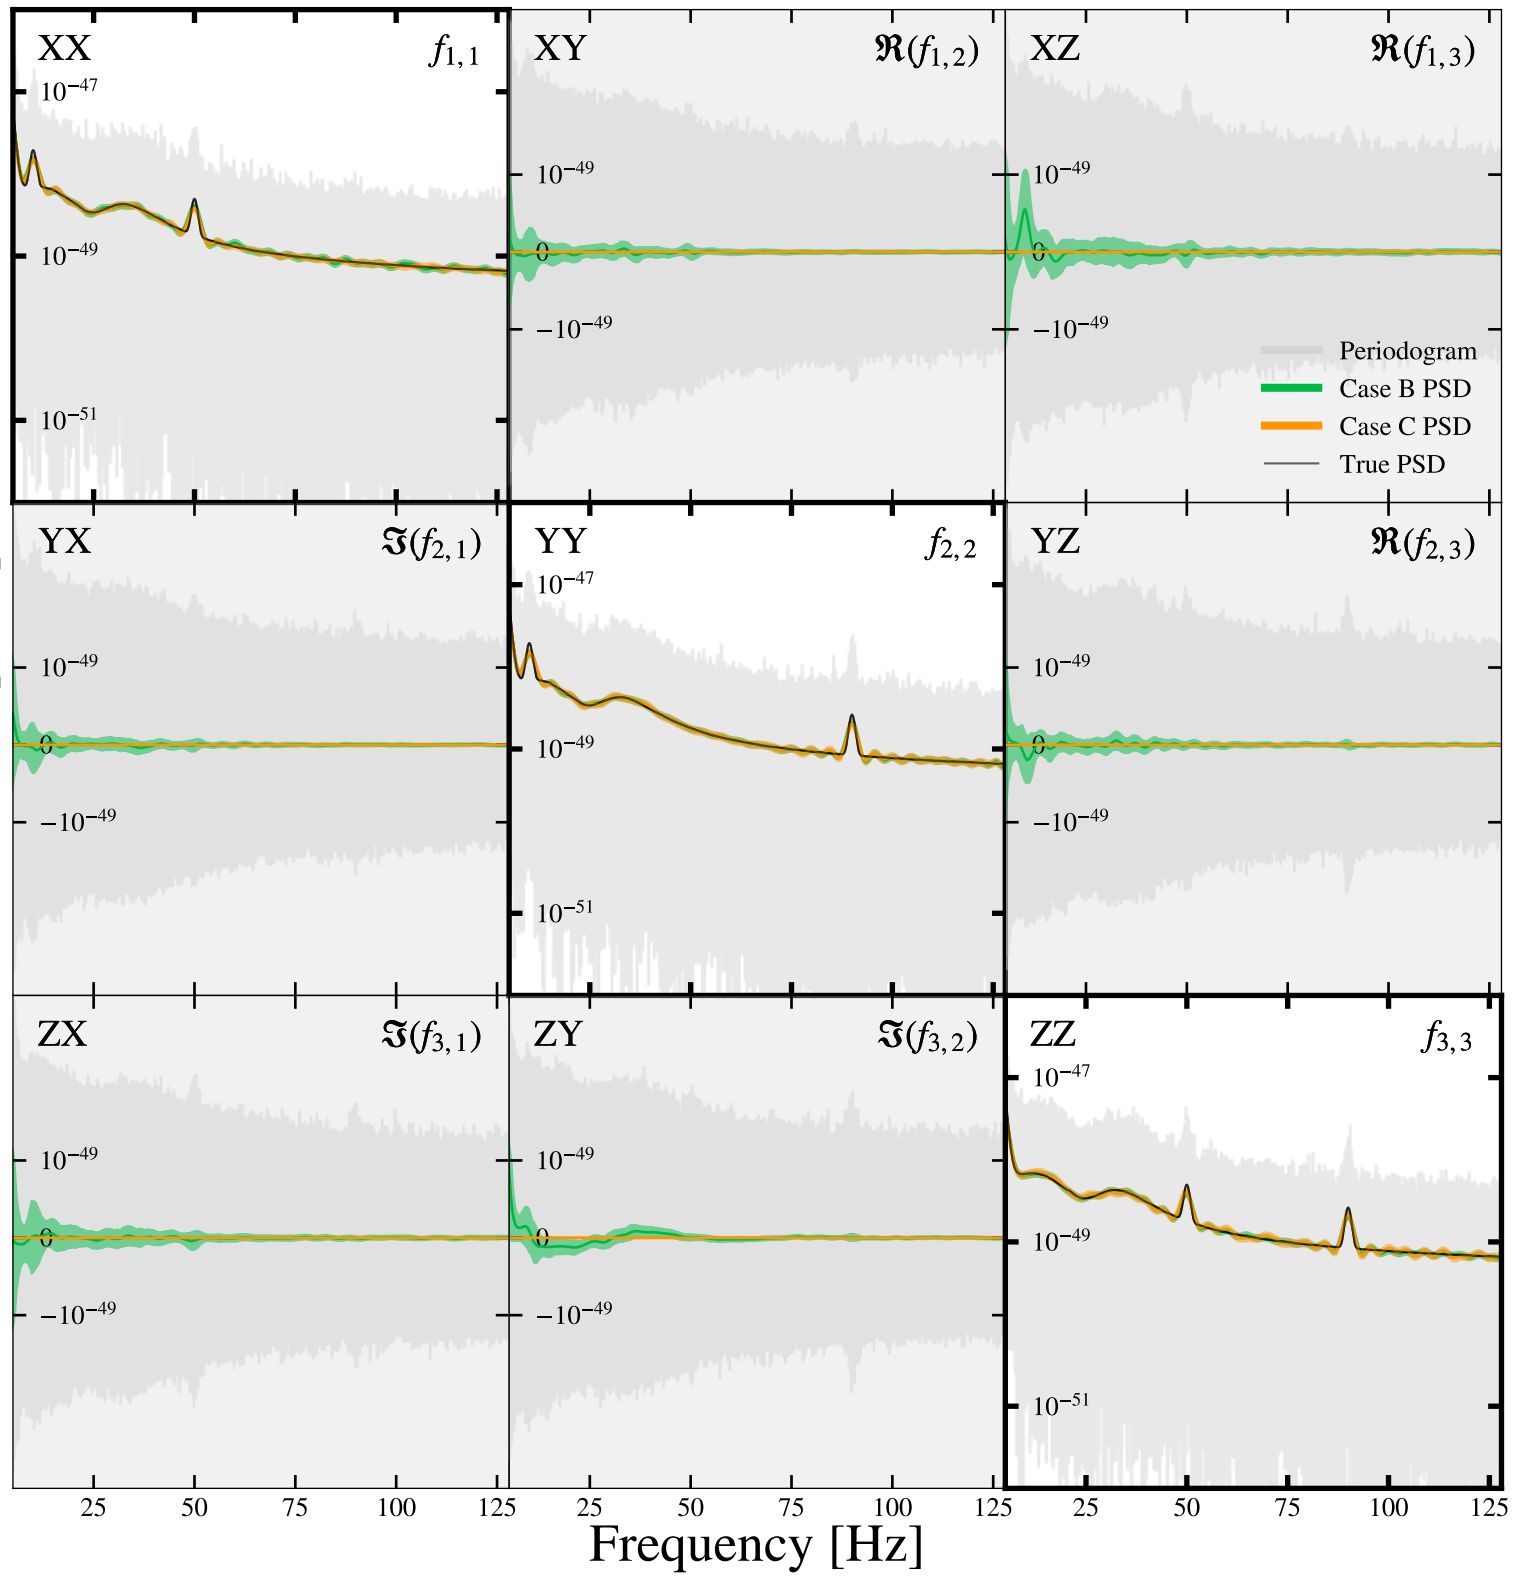 XX f₁,₁
10⁻⁴⁷
10⁻⁴⁹
10⁻⁵¹
XY ℜ(f₁,₂)
10⁻⁴⁹
0
−10⁻⁴⁹
XZ ℜ(f₁,₃)
10⁻⁴⁹
0
−10⁻⁴⁹
Periodogram
Case B PSD
Case C PSD
True PSD
YX ℑ(f₂,₁)
10⁻⁴⁹
0
−10⁻⁴⁹
YY f₂,₂
10⁻⁴⁷
10⁻⁴⁹
10⁻⁵¹
YZ ℜ(f₂,₃)
10⁻⁴⁹
0
−10⁻⁴⁹
ZX ℑ(f₃,₁)
10⁻⁴⁹
0
−10⁻⁴⁹
ZY ℑ(f₃,₂)
10⁻⁴⁹
0
−10⁻⁴⁹
ZZ f₃,₃
10⁻⁴⁷
10⁻⁴⁹
10⁻⁵¹
25 50 75 100 125 25 50 75 100 125 25 50 75 100 125
Frequency [Hz]